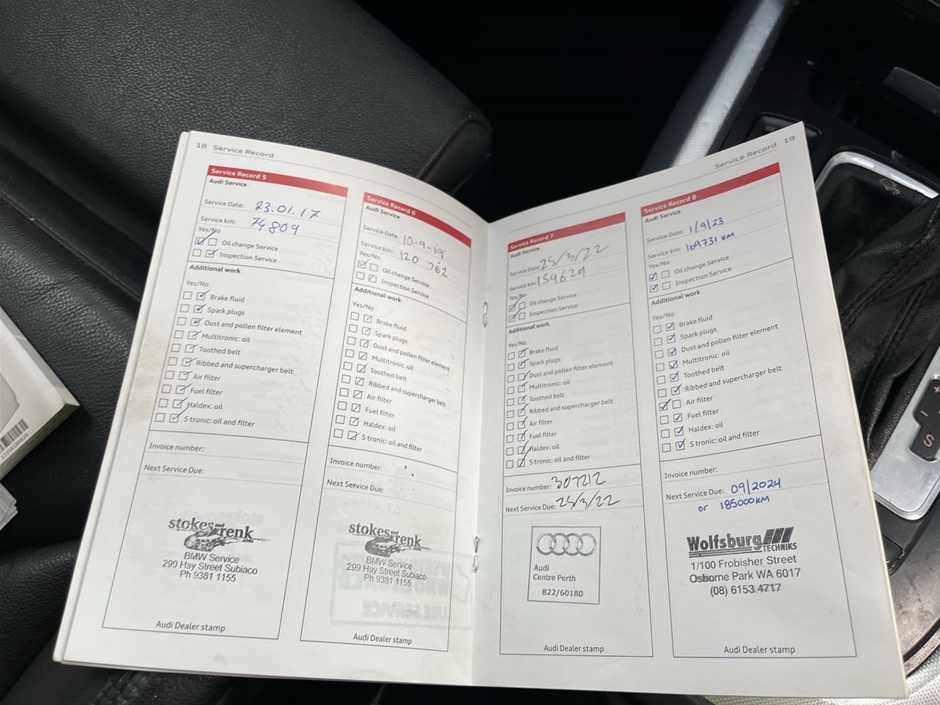 18 Service Record
Service Record 5
Audi Service
Service Date: 23.01.17
Service km: 74809
Yes/No
Oil change Service
Inspection Service
Additional work
Yes/No
Brake fluid
Spark plugs
Dust and pollen filter element
Multitronic: oil
Toothed belt
Ribbed and supercharger belt
Air filter
Fuel filter
Haldex: oil
S tronic: oil and filter
Invoice number:
Next Service Due:
stokes renk
BMW Service
299 Hay Street Subiaco
Ph 9381 1155
Audi Dealer stamp
Service Record 6
Audi Service
Service Date: 10-9-19
Service km: 120 762
Yes/No
Oil change Service
Inspection Service
Additional work
Yes/No
Brake fluid
Spark plugs
Dust and pollen filter element
Multitronic: oil
Toothed belt
Ribbed and supercharger belt
Air filter
Fuel filter
Haldex: oil
S tronic: oil and filter
Invoice number:
Next Service Due:
stokes renk
BMW Service
299 Hay Street Subiaco
Ph 9381 1155
Audi Dealer stamp
Service Record 19
Service Record 7
Audi Service
Service Date: 25/3/22
Service km: 159629
Yes/No
Oil change Service
Inspection Service
Additional work
Yes/No
Brake fluid
Spark plugs
Dust and pollen filter element
Multitronic: oil
Toothed belt
Ribbed and supercharger belt
Air filter
Fuel filter
Haldex: oil
S tronic: oil and filter
Invoice number: 307212
Next Service Due: 25/3/22
Audi
Centre Perth
822/60180
Audi Dealer stamp
Service Record 8
Audi Service
Service Date: 1/9/23
Service km: 169731 KM
Yes/No
Oil change Service
Inspection Service
Additional work
Yes/No
Brake fluid
Spark plugs
Dust and pollen filter element
Multitronic: oil
Toothed belt
Ribbed and supercharger belt
Air filter
Fuel filter
Haldex: oil
S tronic: oil and filter
Invoice number:
Next Service Due: 09/2024
or 185000KM
Wolfsburg
TECHNIKS
1/100 Frobisher Street
Osborne Park WA 6017
(08) 6153 4717
Audi Dealer stamp
+
-
S